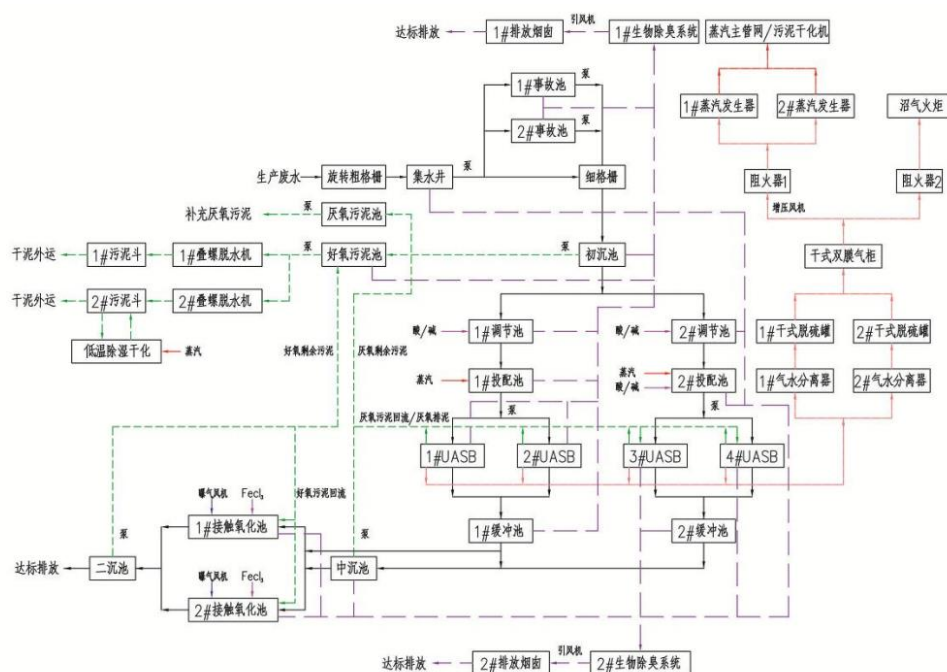 达标排放 1#排放烟囱 引风机 1#生物除臭系统 蒸汽主管网/污泥干化机
1#事故池 泵
1#蒸汽发生器 2#蒸汽发生器 沼气火炬
2#事故池 泵
生产废水 旋转粗格栅 集水井 泵 细格栅 阻火器1 阻火器2
增压风机
补充厌氧污泥 泵 厌氧污泥池
干泥外运 1#污泥斗 1#叠螺脱水机 泵 好氧污泥池 泵 初沉池 干式双膜气柜
干泥外运 2#污泥斗 2#叠螺脱水机
酸/碱 1#调节池 酸/碱 2#调节池 1#干式脱硫罐 2#干式脱硫罐
低温除湿干化 蒸汽 好氧剩余污泥 厌氧剩余污泥
蒸汽 1#投配池 蒸汽 酸/碱 2#投配池 1#气水分离器 2#气水分离器
泵 泵
厌氧污泥回流/厌氧排泥
1#UASB 2#UASB 3#UASB 4#UASB
曝气风机 Fecl₃ 好氧污泥回流
1#接触氧化池 1#缓冲池 2#缓冲池
泵 泵
达标排放 二沉池 中沉池
曝气风机 Fecl₃
2#接触氧化池
达标排放 2#排放烟囱 引风机 2#生物除臭系统